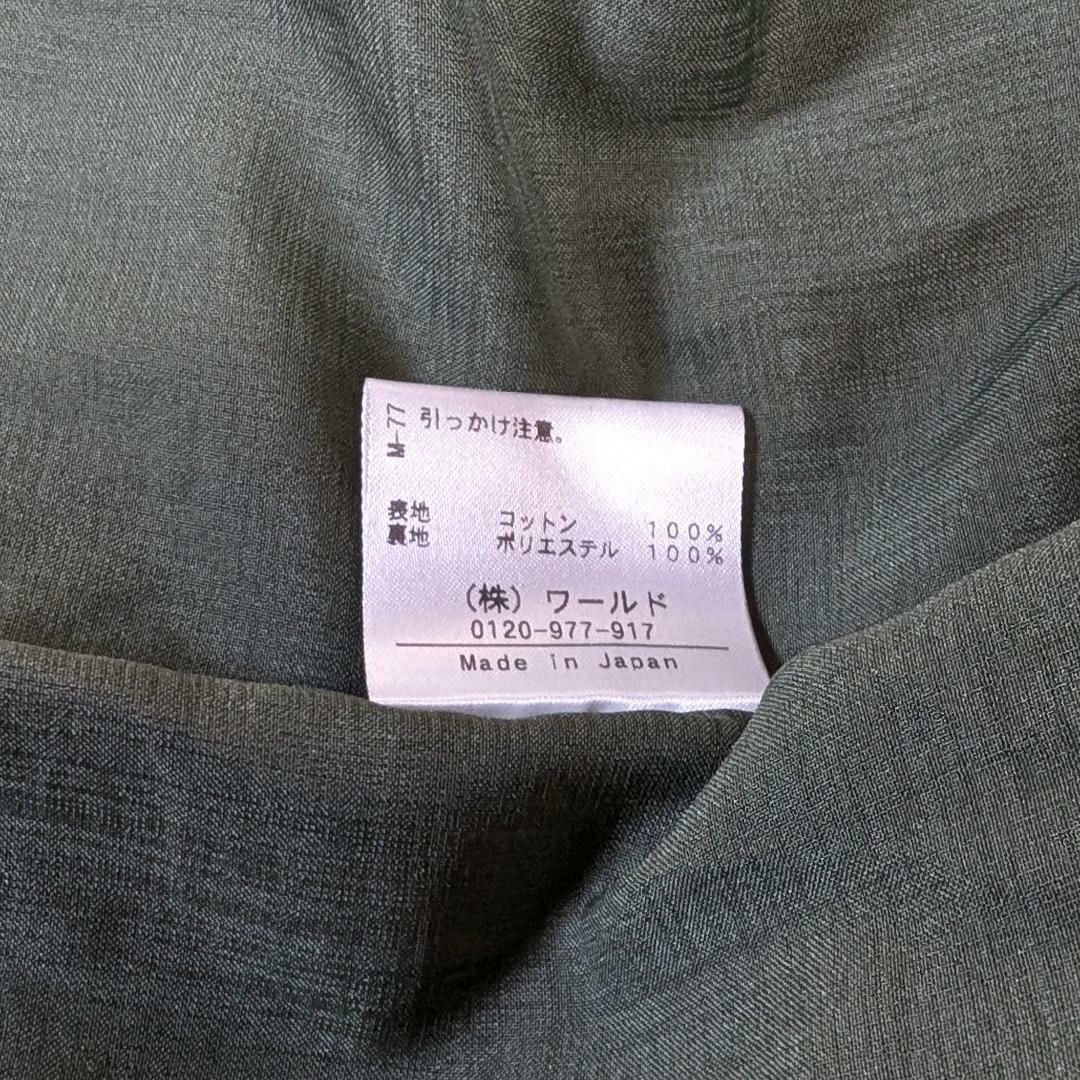 M-77
引っかけ注意。
表地 コットン 100%
裏地 ポリエステル 100%
(株) ワールド
0120-977-917
Made in Japan